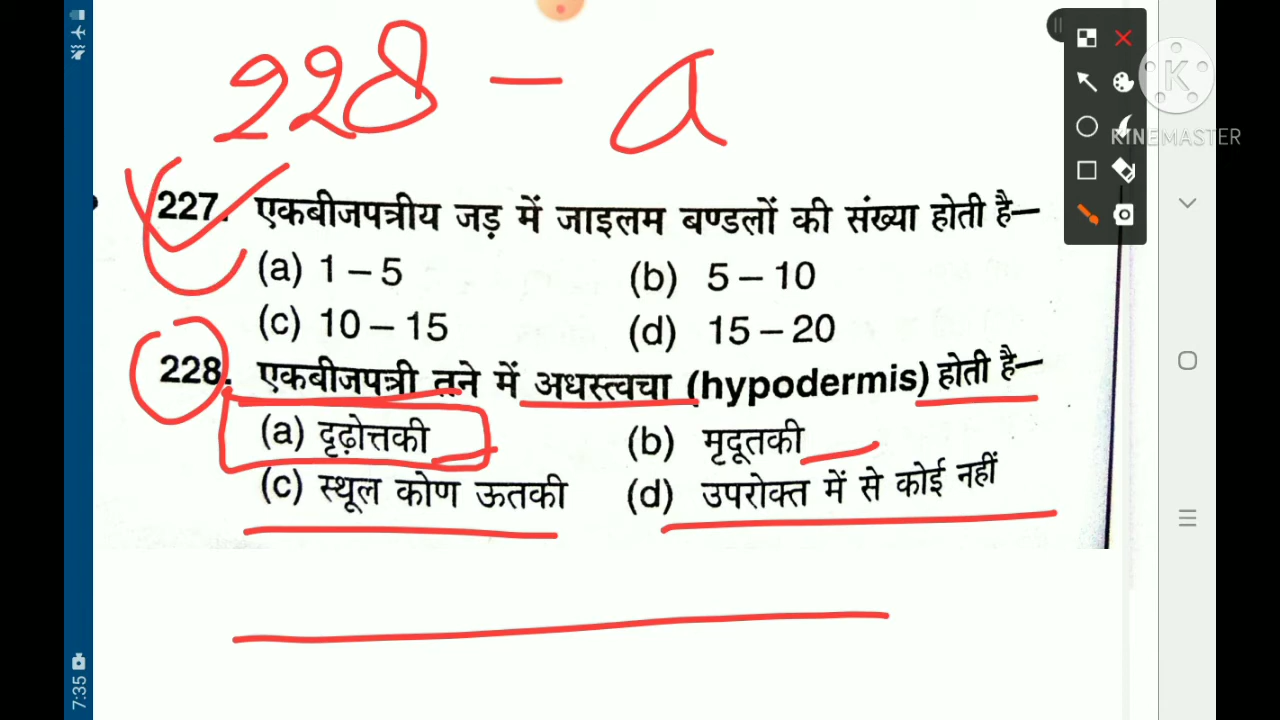 228 - a
KINEMASTER
227. एकबीजपत्रीय जड़ में जाइलम बण्डलों की संख्या होती है–
(a) 1 – 5 (b) 5 – 10
(c) 10 – 15 (d) 15 – 20
228. एकबीजपत्री तने में अधस्त्वचा (hypodermis) होती है–
(a) दृढ़ोत्तकी (b) मृदूतकी
(c) स्थूल कोण ऊतकी (d) उपरोक्त में से कोई नहीं
7:35